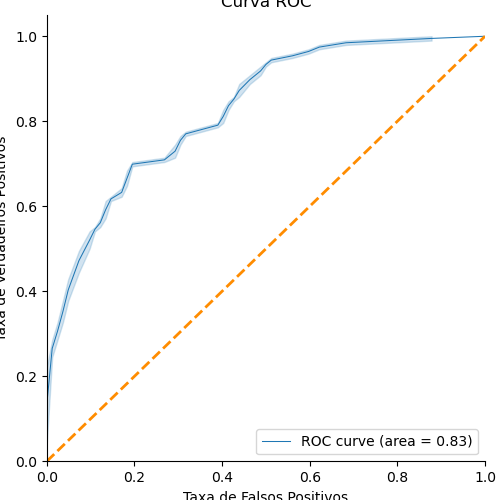 Curva ROC
Taxa de Verdadeiros Positivos
1.0
0.8
0.6
0.4
0.2
0.0
0.0 0.2 0.4 0.6 0.8 1.0
ROC curve (area = 0.83)
Taxa de Falsos Positivos